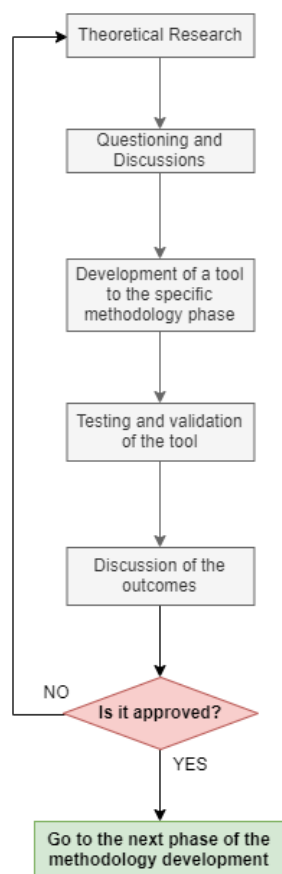 Theoretical Research
Questioning and
Discussions
Development of a tool
to the specific
methodology phase
Testing and validation
of the tool
Discussion of the
outcomes
NO
Is it approved?
YES
Go to the next phase of the
methodology development